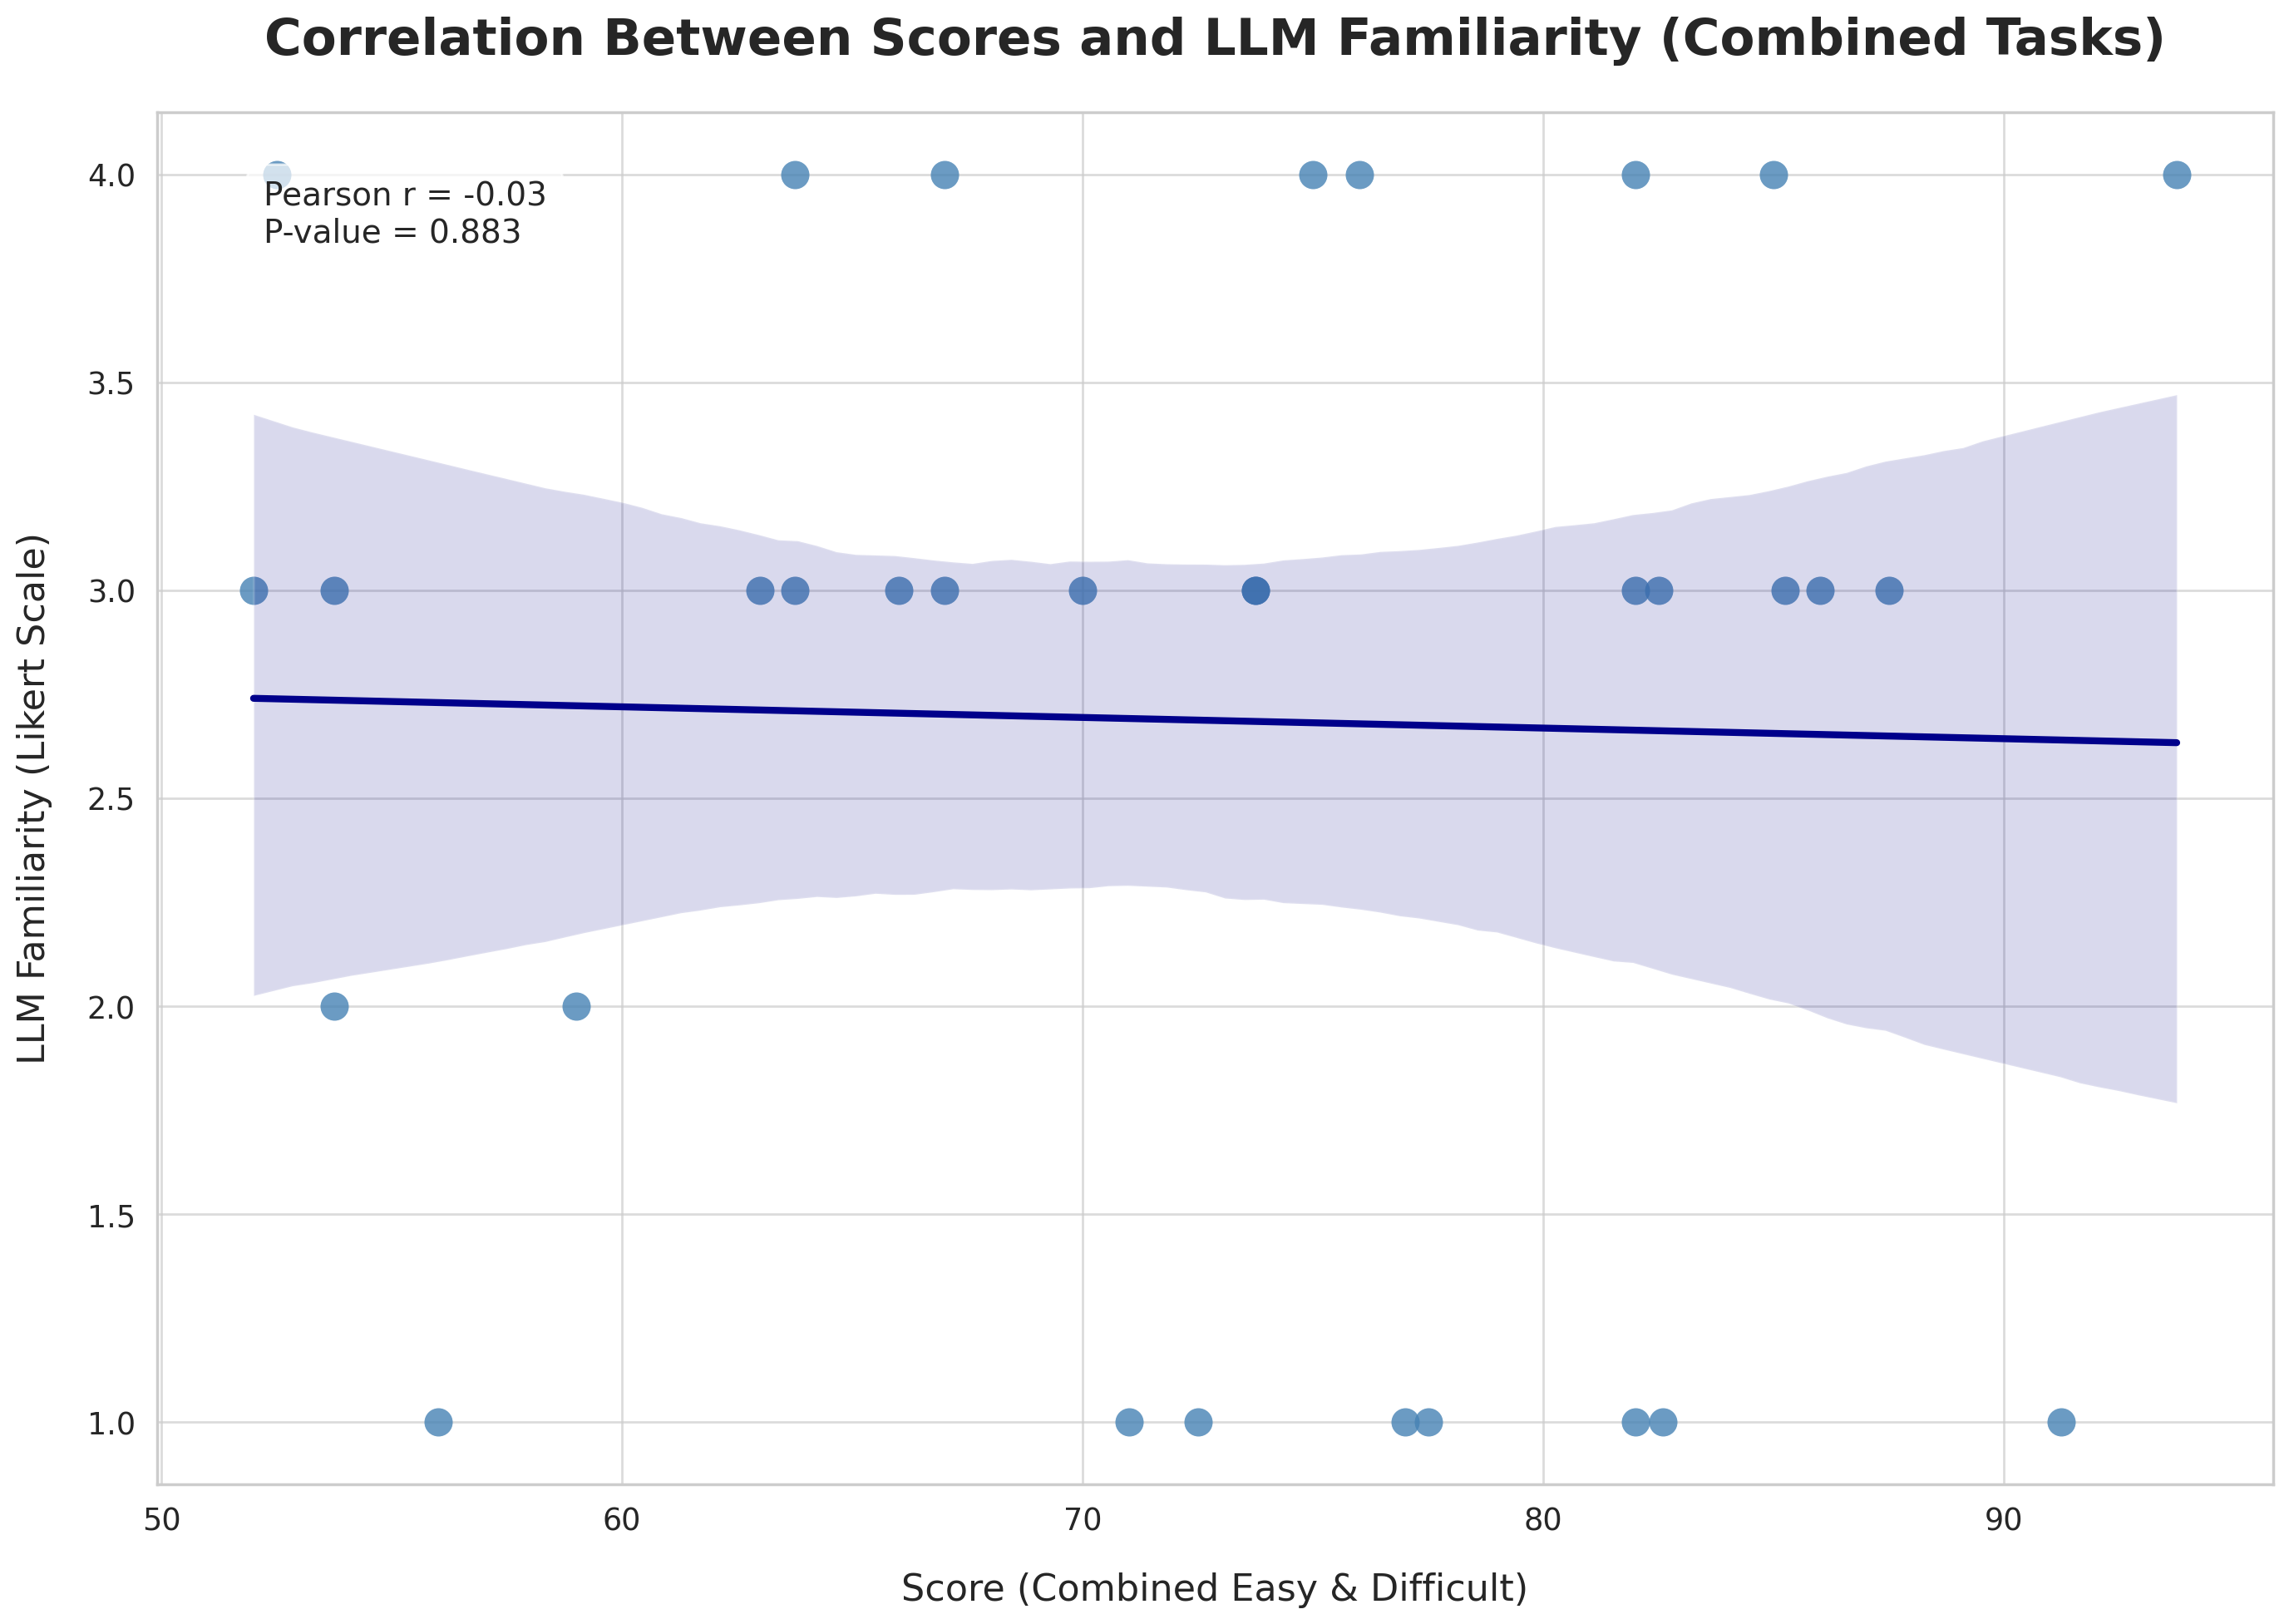 Correlation Between Scores and LLM Familiarity (Combined Tasks)
4.0
Pearson r = -0.03
P-value = 0.883
3.5
3.0
2.5
2.0
1.5
1.0
LLM Familiarity (Likert Scale)
50 60 70 80 90
Score (Combined Easy & Difficult)